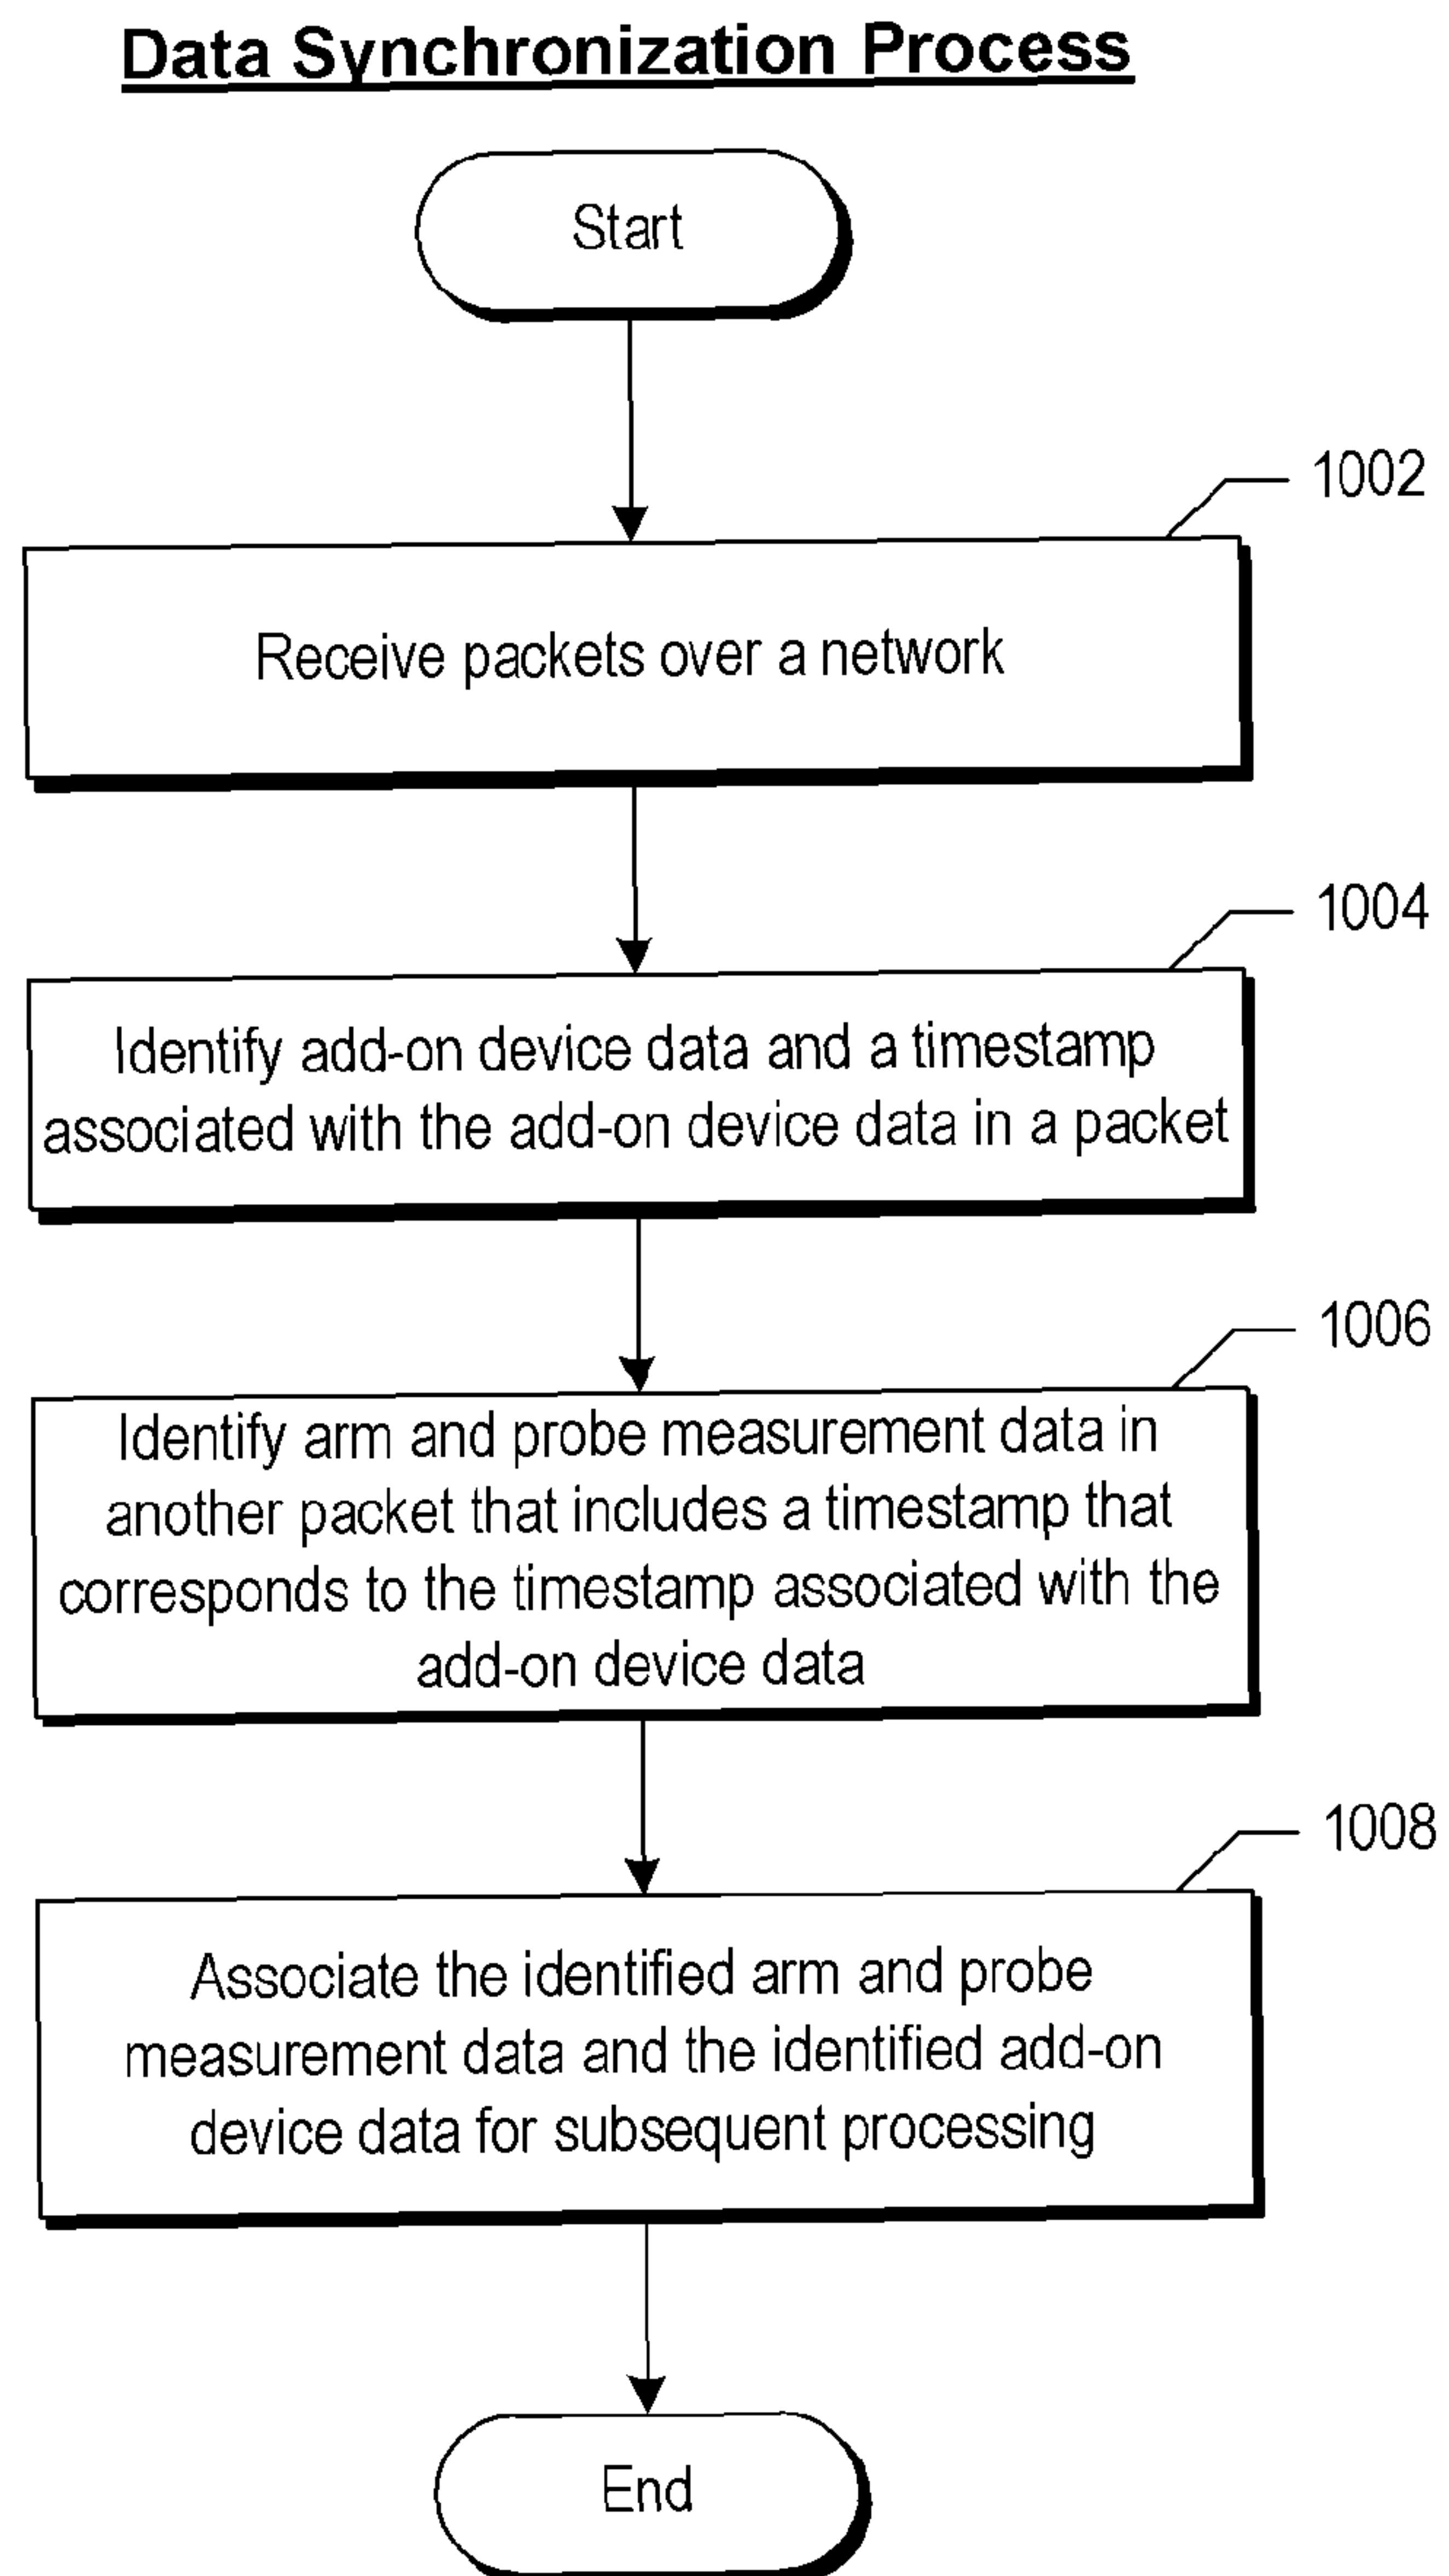 Data Synchronization Process
Start
1002
Receive packets over a network
1004
Identify add-on device data and a timestamp
associated with the add-on device data in a packet
1006
Identify arm and probe measurement data in
another packet that includes a timestamp that
corresponds to the timestamp associated with the
add-on device data
1008
Associate the identified arm and probe
measurement data and the identified add-on
device data for subsequent processing
End